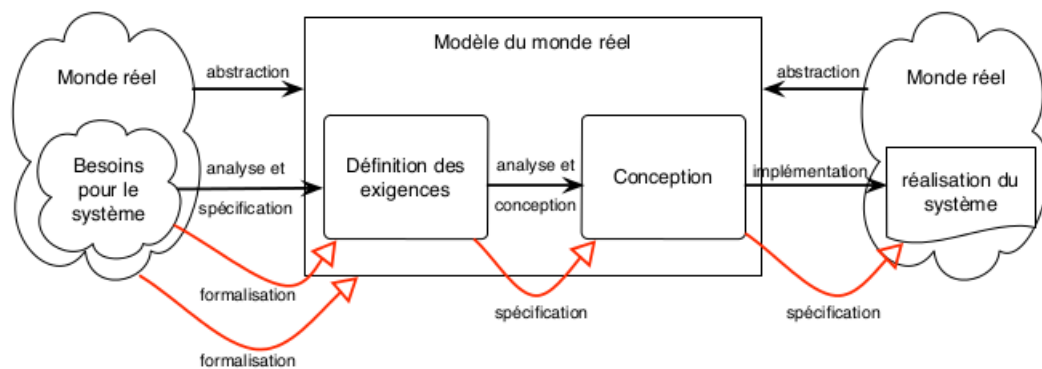 Modèle du monde réel
Monde réel
abstraction
abstraction
Monde réel
Besoins
pour le
système
analyse et
spécification
Définition des
exigences
analyse et
conception
Conception
implémentation
réalisation du
système
formalisation
formalisation
spécification
spécification